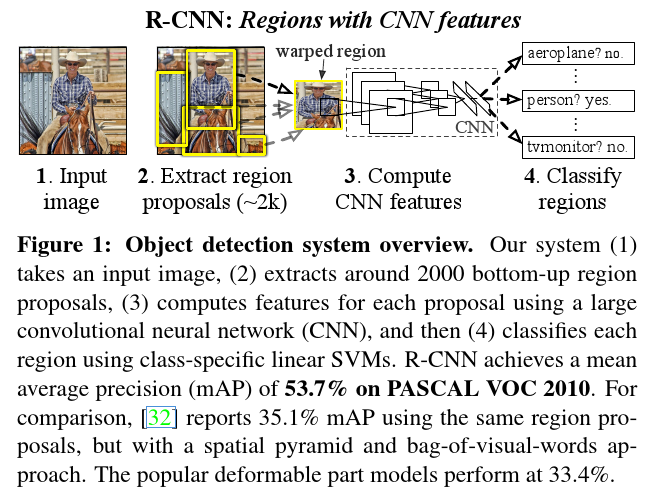 R-CNN: Regions with CNN features
warped region
aeroplane? no.
⋮
person? yes.
⋮
tvmonitor? no.
CNN
1. Input
image
2. Extract region
proposals (~2k)
3. Compute
CNN features
4. Classify
regions
Figure 1: Object detection system overview. Our system (1)
takes an input image, (2) extracts around 2000 bottom-up region
proposals, (3) computes features for each proposal using a large
convolutional neural network (CNN), and then (4) classifies each
region using class-specific linear SVMs. R-CNN achieves a mean
average precision (mAP) of 53.7% on PASCAL VOC 2010. For
comparison, [32] reports 35.1% mAP using the same region pro-
posals, but with a spatial pyramid and bag-of-visual-words ap-
proach. The popular deformable part models perform at 33.4%.